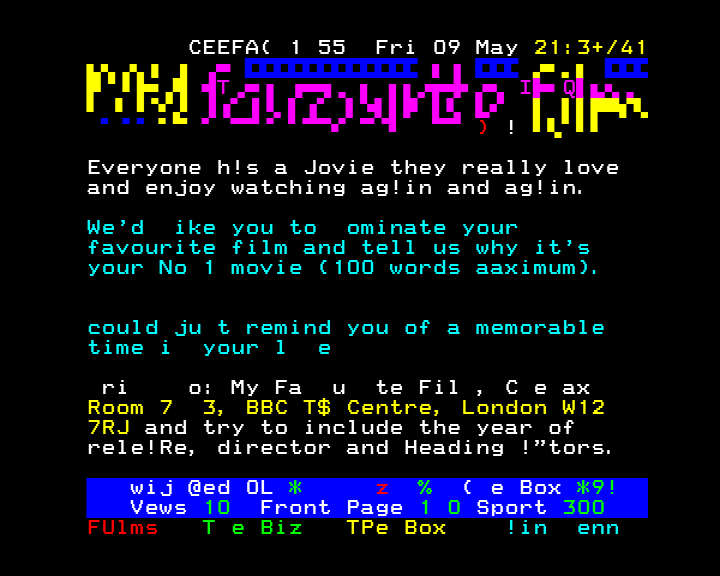 CEEFA( 1 55 Fri 09 May 21:3+/41
My favourite film
) !
Everyone h!s a Jovie they really love
and enjoy watching ag!in and ag!in.
We'd ike you to ominate your
favourite film and tell us why it's
your No 1 movie (100 words aaximum).
could ju t remind you of a memorable
time i your l e
ri o: My Fa u te Fil , C e ax
Room 7 3, BBC T$ Centre, London W12
7RJ and try to include the year of
rele!Re, director and Heading !"tors.
wij @ed OL * z % ( e Box *9!
Vews 10 Front Page 1 0 Sport 300
FUlms T e Biz TPe Box !in enn